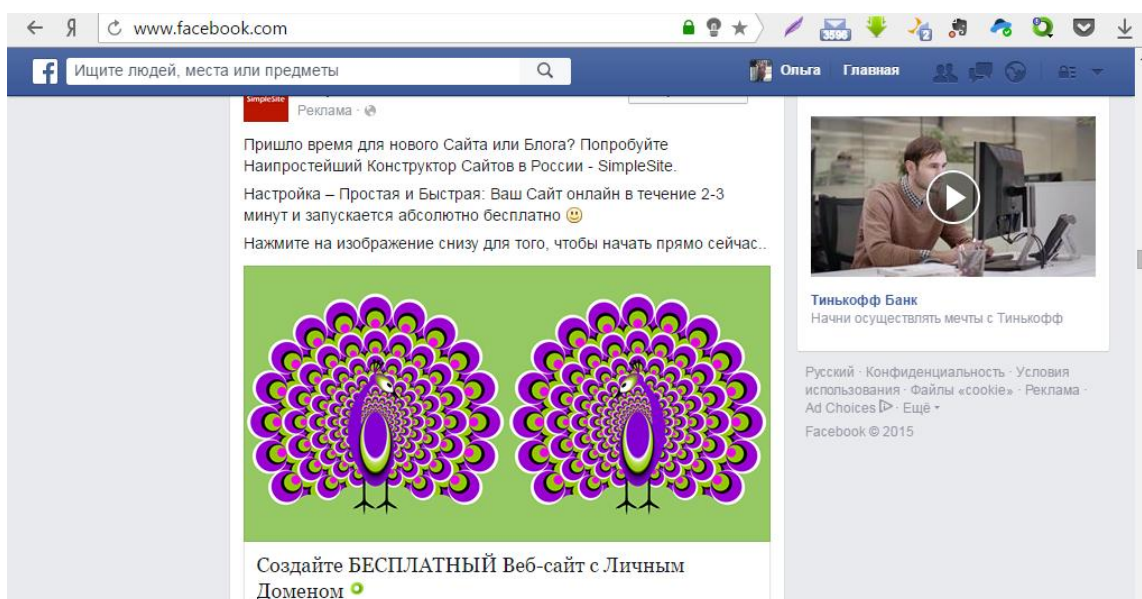 Я www.facebook.com
3596
2
Ищите людей, места или предметы
Ольга Главная
SimpleSite
Реклама
Пришло время для нового Сайта или Блога? Попробуйте
Наипростейший Конструктор Сайтов в России - SimpleSite.
Настройка – Простая и Быстрая: Ваш Сайт онлайн в течение 2-3
минут и запускается абсолютно бесплатно
Нажмите на изображение снизу для того, чтобы начать прямо сейчас..
Создайте БЕСПЛАТНЫЙ Веб-сайт с Личным
Доменом
Тинькофф Банк
Начни осуществлять мечты с Тинькофф
Русский · Конфиденциальность · Условия
использования · Файлы «cookie» · Реклама ·
Ad Choices · Ещё
Facebook © 2015